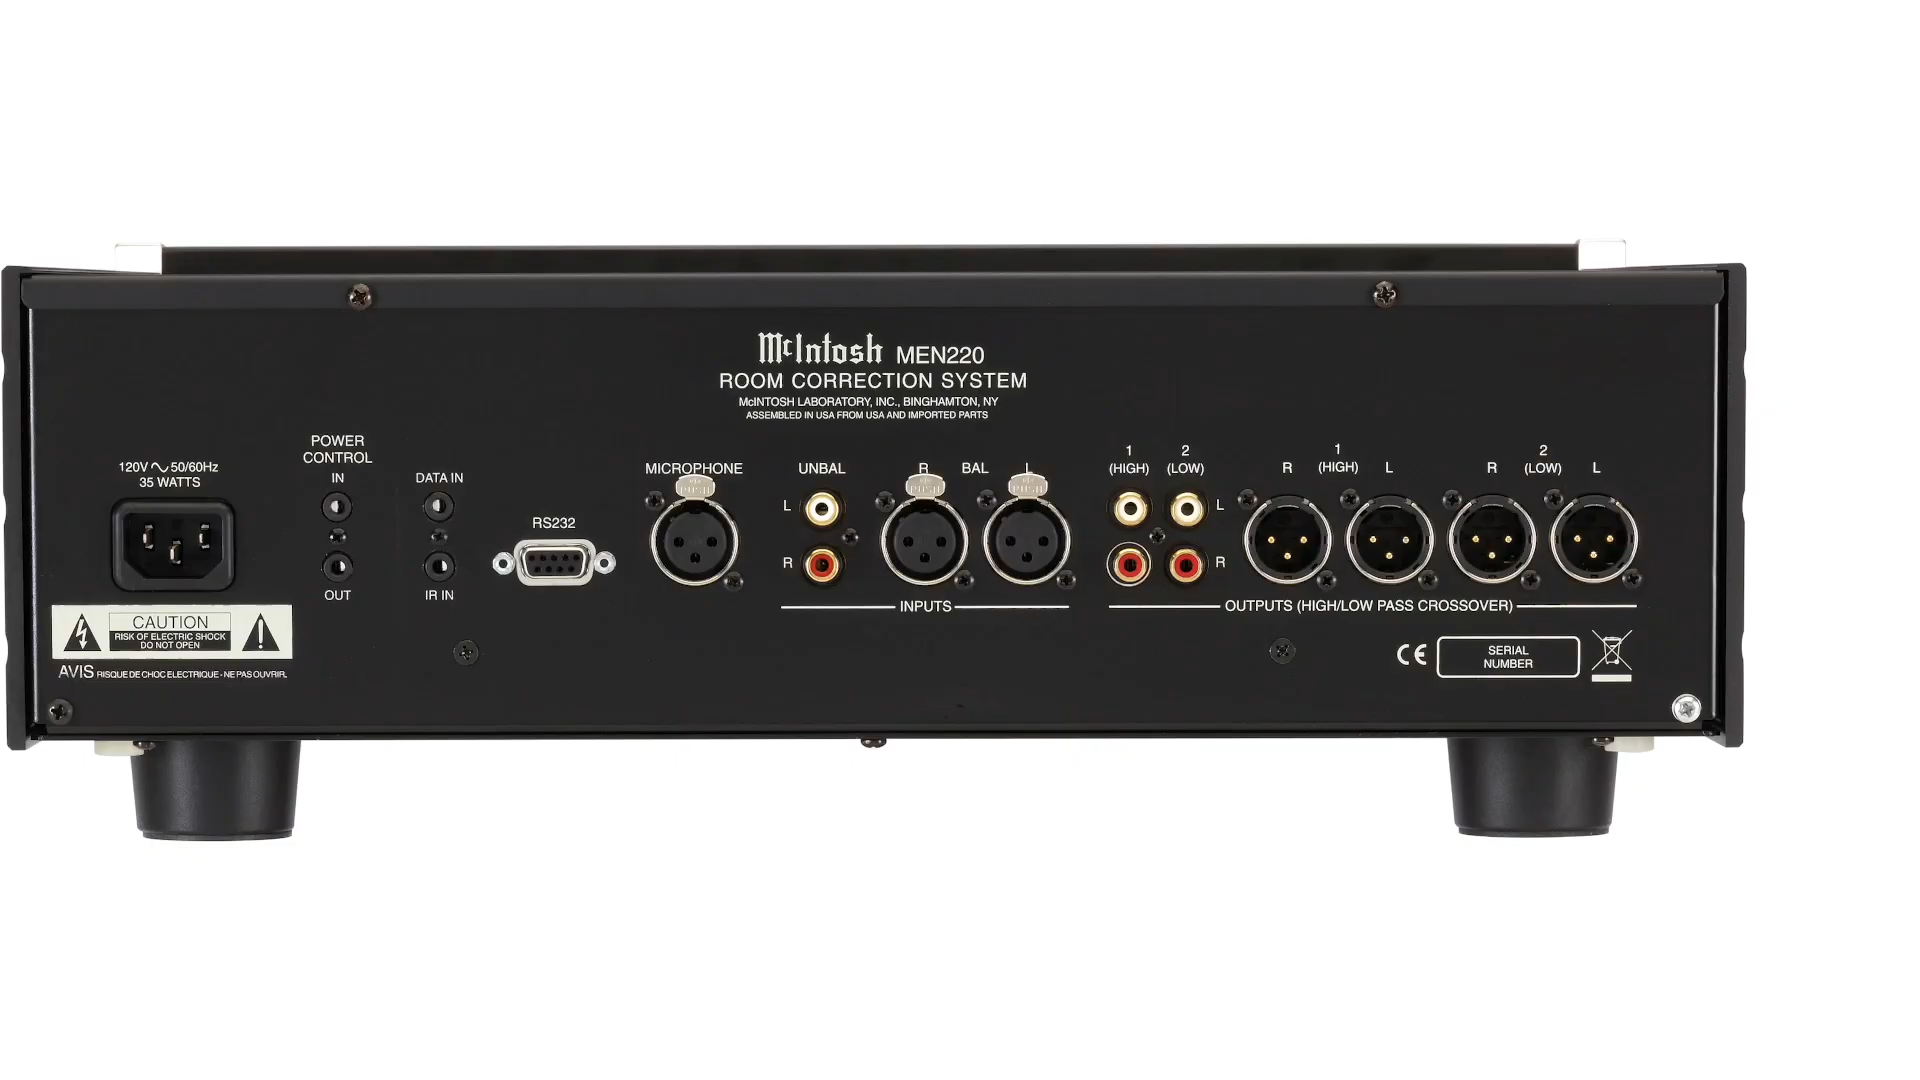 McIntosh MEN220
ROOM CORRECTION SYSTEM
McINTOSH LABORATORY, INC., BINGHAMTON, NY
ASSEMBLED IN USA FROM USA AND IMPORTED PARTS
120V 50/60Hz
35 WATTS
POWER
CONTROL
IN
OUT
DATA IN
IR IN
RS232
MICROPHONE
PUSH
UNBAL
L
R
R BAL L
PUSH PUSH
INPUTS
1 2
(HIGH) (LOW)
L
R
1
R (HIGH) L
2
R (LOW) L
OUTPUTS (HIGH/LOW PASS CROSSOVER)
CAUTION
RISK OF ELECTRIC SHOCK
DO NOT OPEN
AVIS RISQUE DE CHOC ELECTRIQUE - NE PAS OUVRIR.
CE
SERIAL
NUMBER